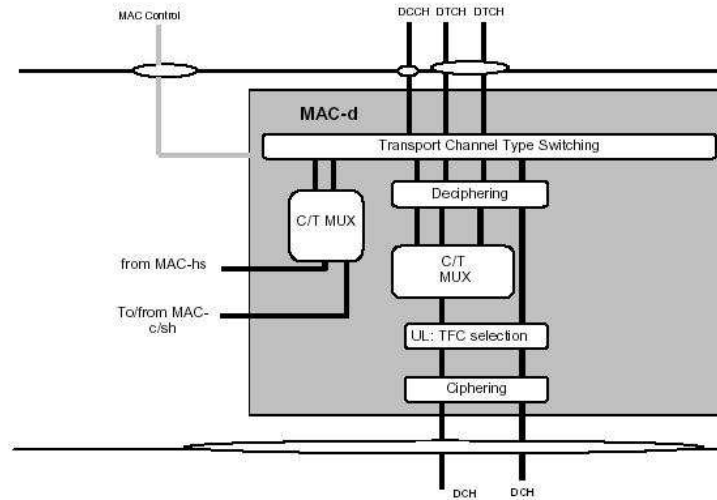 MAC Control
DCCH DTCH DTCH
MAC-d
Transport Channel Type Switching
Deciphering
C/T MUX
from MAC-hs
C/T
MUX
To/from MAC-
c/sh
UL: TFC selection
Ciphering
DCH
DCH